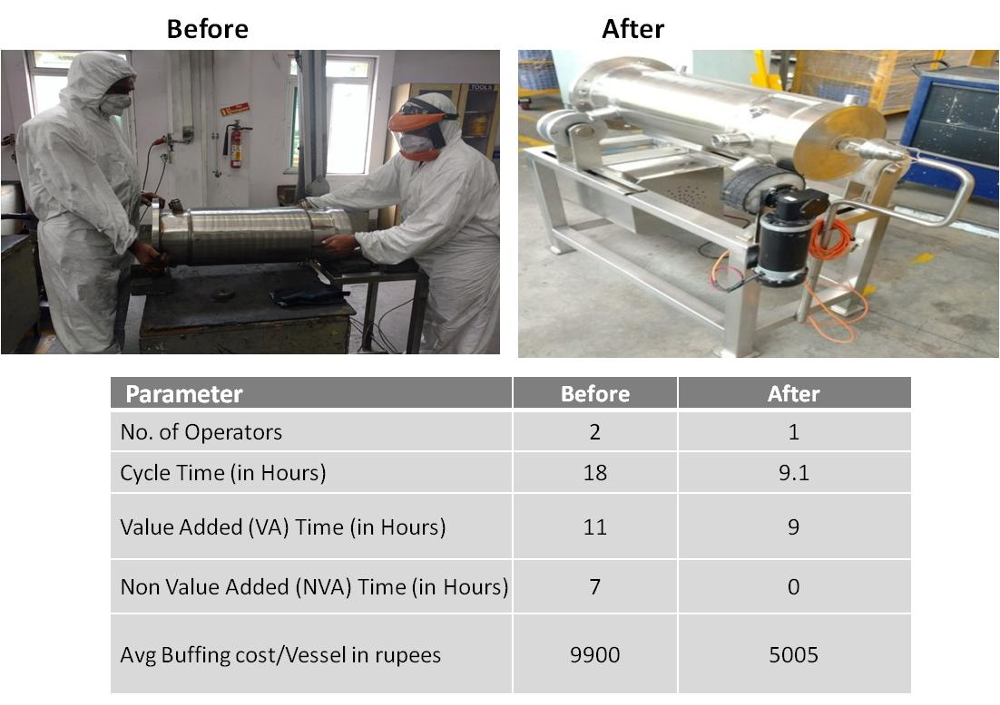 Before After
TOOLS
Parameter Before After
No. of Operators 2 1
Cycle Time (in Hours) 18 9.1
Value Added (VA) Time (in Hours) 11 9
Non Value Added (NVA) Time (in Hours) 7 0
Avg Buffing cost/Vessel in rupees 9900 5005